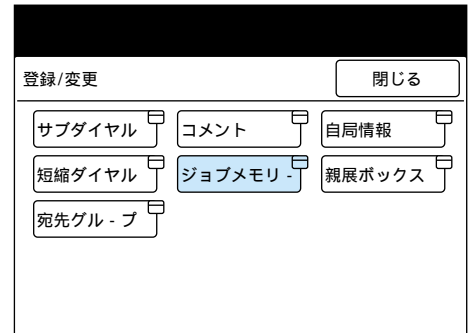 登録/変更 閉じる
サブダイヤル コメント 自局情報
短縮ダイヤル ジョブメモリ - 親展ボックス
宛先グル - プ